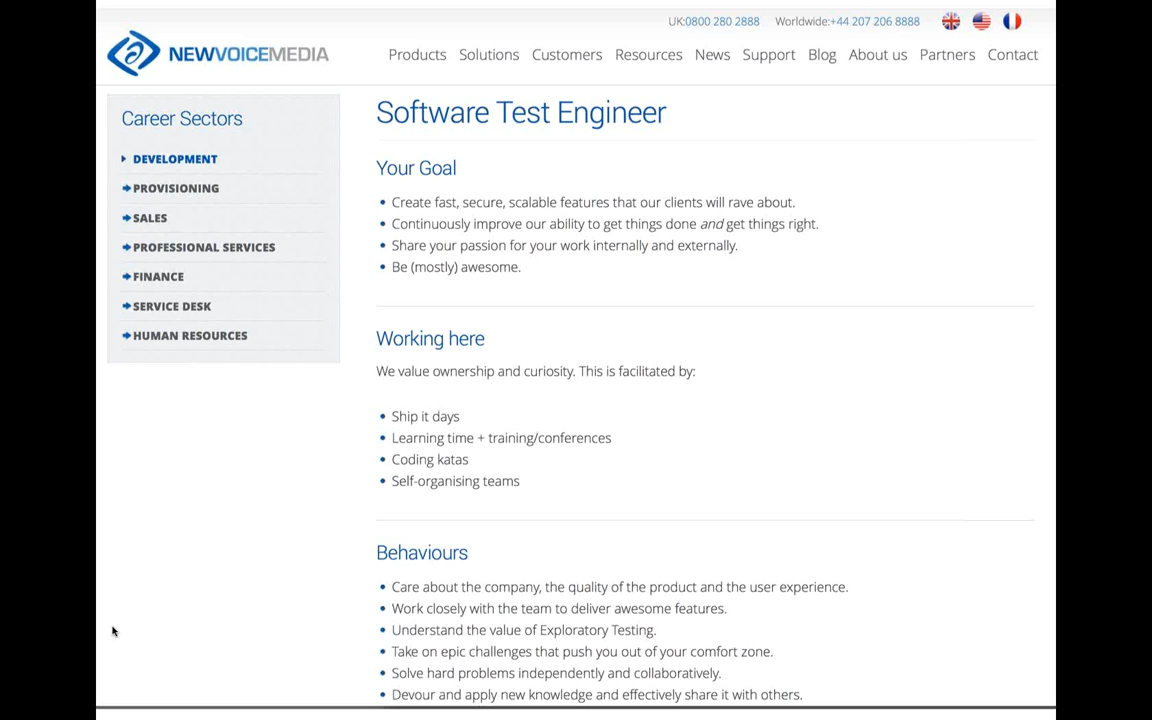 UK:0800 280 2888 Worldwide:+44 207 206 8888
NEWVOICEMEDIA
Products Solutions Customers Resources News Support Blog About us Partners Contact
Career Sectors
DEVELOPMENT
PROVISIONING
SALES
PROFESSIONAL SERVICES
FINANCE
SERVICE DESK
HUMAN RESOURCES
Software Test Engineer
Your Goal
Create fast, secure, scalable features that our clients will rave about.
Continuously improve our ability to get things done and get things right.
Share your passion for your work internally and externally.
Be (mostly) awesome.
Working here
We value ownership and curiosity. This is facilitated by:
Ship it days
Learning time + training/conferences
Coding katas
Self-organising teams
Behaviours
Care about the company, the quality of the product and the user experience.
Work closely with the team to deliver awesome features.
Understand the value of Exploratory Testing.
Take on epic challenges that push you out of your comfort zone.
Solve hard problems independently and collaboratively.
Devour and apply new knowledge and effectively share it with others.